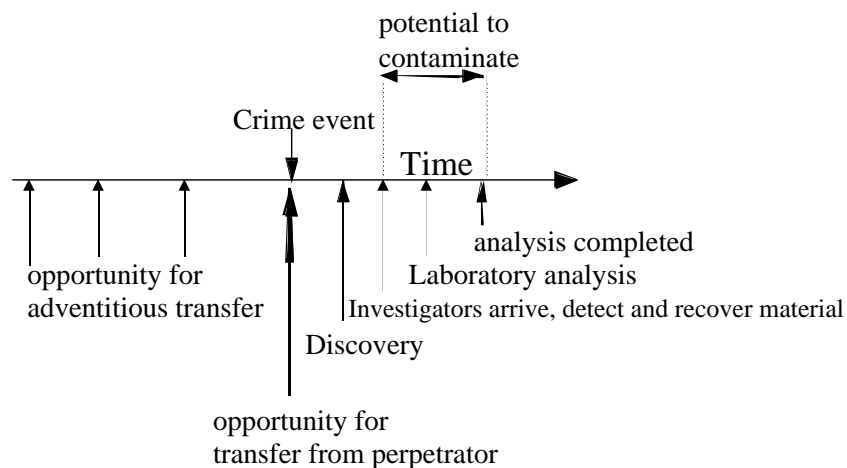 potential to
contaminate
Crime event
Time
analysis completed
opportunity for
adventitious transfer
Laboratory analysis
Investigators arrive, detect and recover material
Discovery
opportunity for
transfer from perpetrator